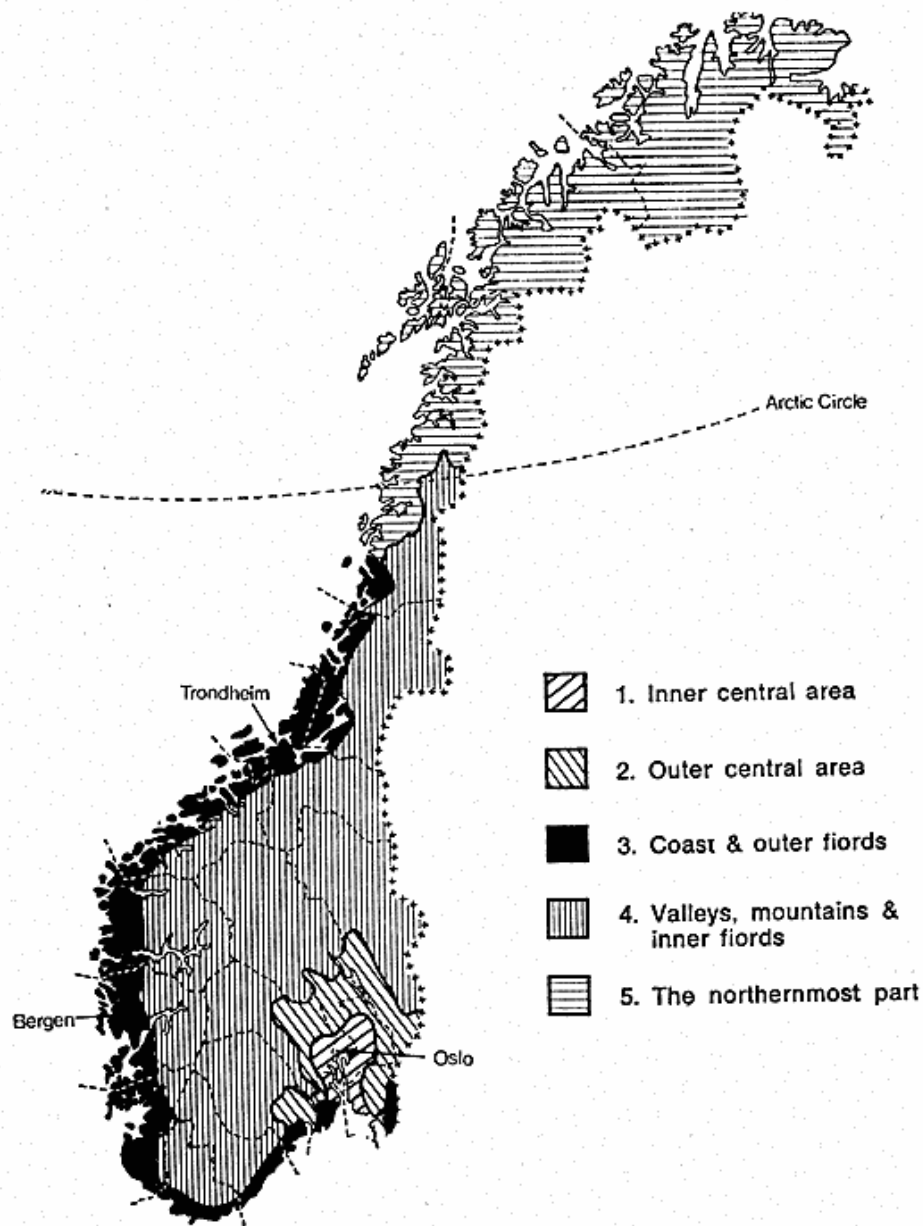 Arctic Circle
Trondheim
1. Inner central area
2. Outer central area
3. Coast & outer fiords
4. Valleys, mountains &
inner fiords
5. The northernmost part
Bergen
Oslo